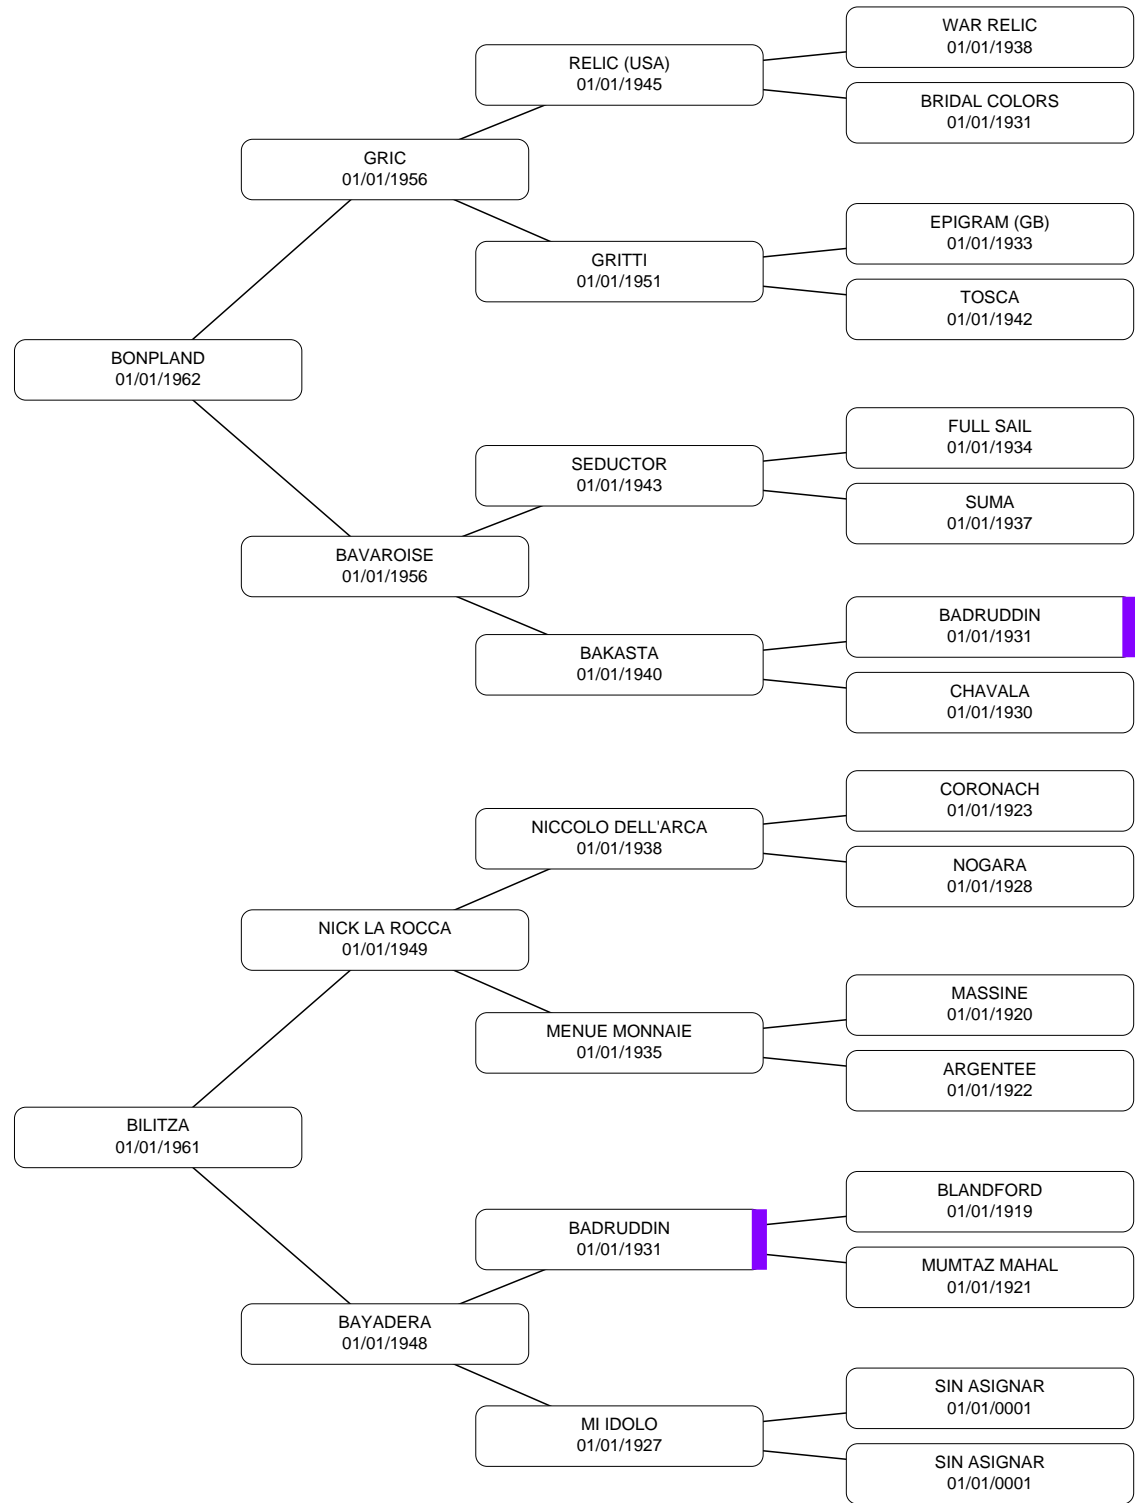 WAR RELIC
01/01/1938
RELIC (USA)
01/01/1945
BRIDAL COLORS
01/01/1931
GRIC
01/01/1956
EPIGRAM (GB)
01/01/1933
GRITTI
01/01/1951
TOSCA
01/01/1942
BONPLAND
01/01/1962
FULL SAIL
01/01/1934
SEDUCTOR
01/01/1943
SUMA
01/01/1937
BAVAROISE
01/01/1956
BADRUDDIN
01/01/1931
BAKASTA
01/01/1940
CHAVALA
01/01/1930
CORONACH
01/01/1923
NICCOLO DELL'ARCA
01/01/1938
NOGARA
01/01/1928
NICK LA ROCCA
01/01/1949
MASSINE
01/01/1920
MENUE MONNAIE
01/01/1935
ARGENTEE
01/01/1922
BILITZA
01/01/1961
BLANDFORD
01/01/1919
BADRUDDIN
01/01/1931
MUMTAZ MAHAL
01/01/1921
BAYADERA
01/01/1948
SIN ASIGNAR
01/01/0001
MI IDOLO
01/01/1927
SIN ASIGNAR
01/01/0001